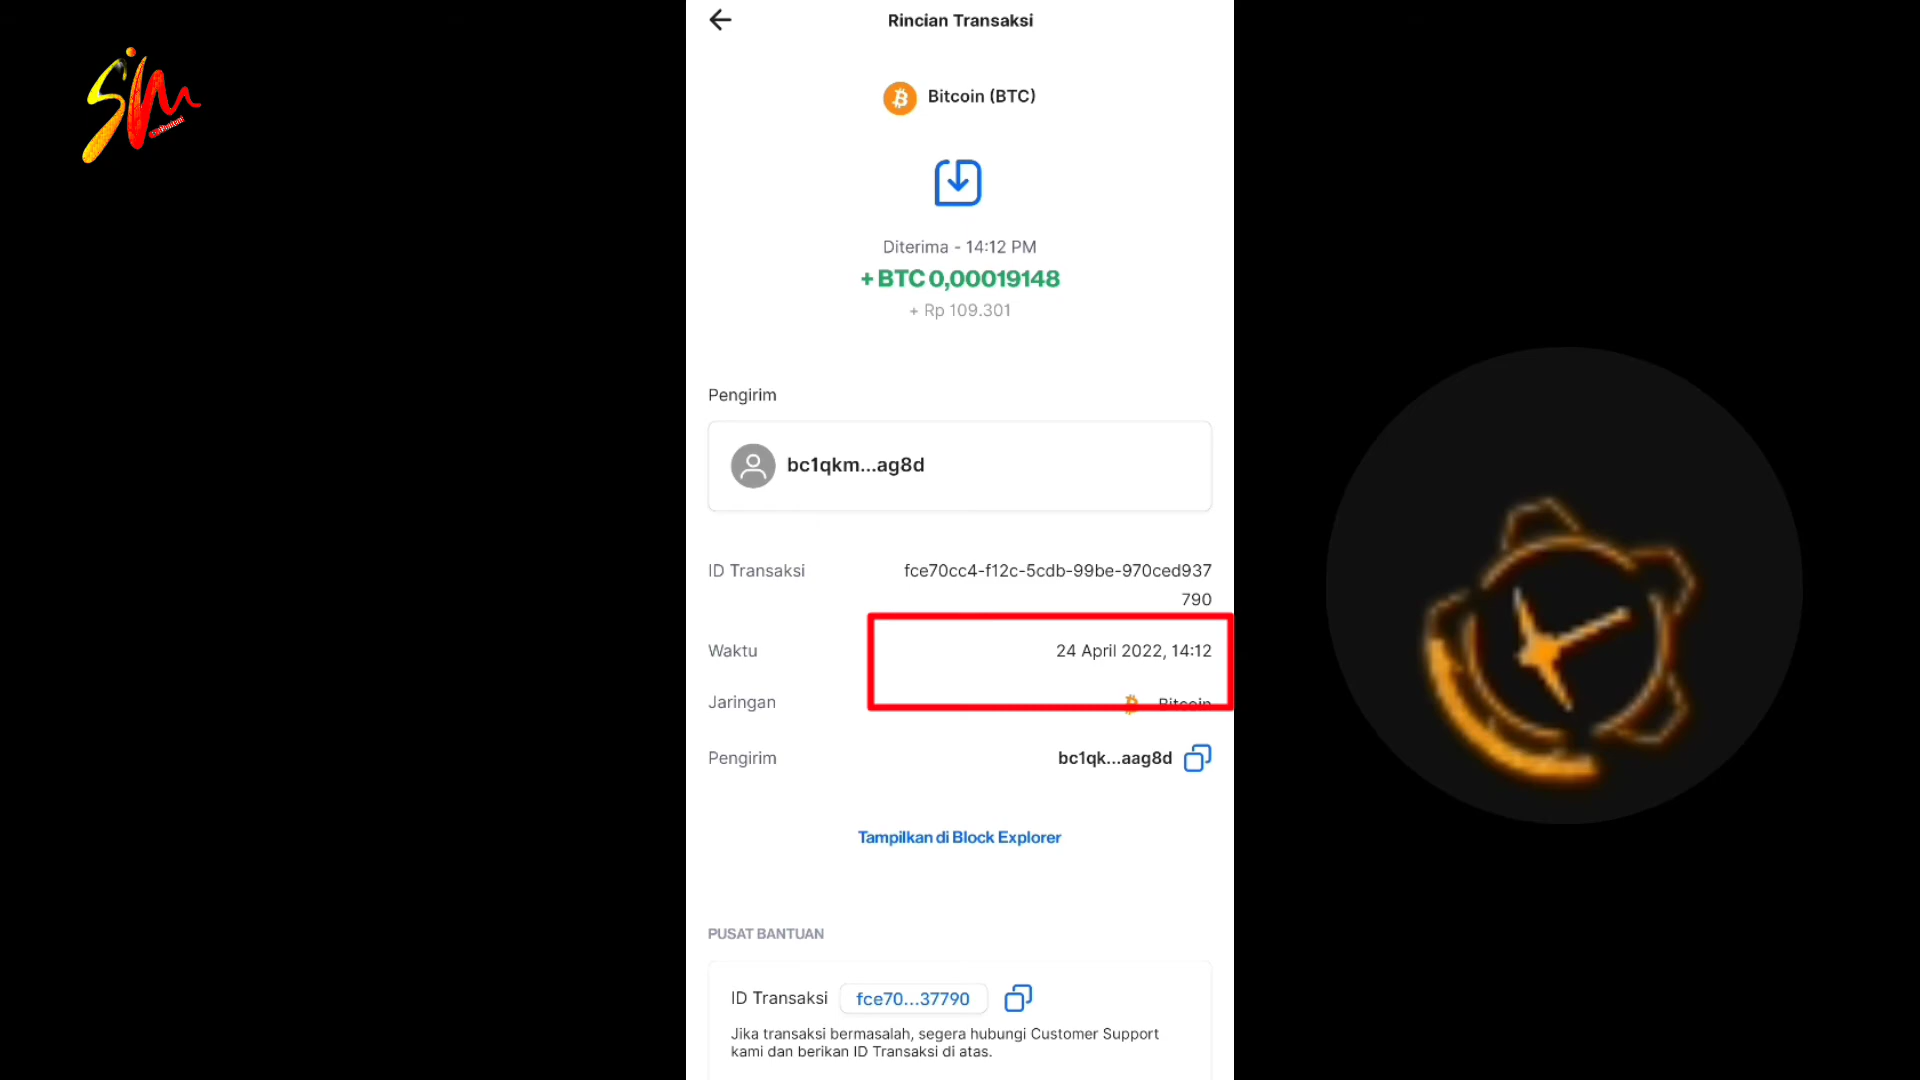 Sim
Rincian Transaksi
Bitcoin (BTC)
Diterima - 14:12 PM
+ BTC 0,00019148
+ Rp 109.301
Pengirim
bc1qkm...ag8d
ID Transaksi fce70cc4-f12c-5cdb-99be-970ced937
790
Waktu 24 April 2022, 14:12
Jaringan Bitcoin
Pengirim bc1qk...aag8d
Tampilkan di Block Explorer
PUSAT BANTUAN
ID Transaksi fce70...37790
Jika transaksi bermasalah, segera hubungi Customer Support
kami dan berikan ID Transaksi di atas.